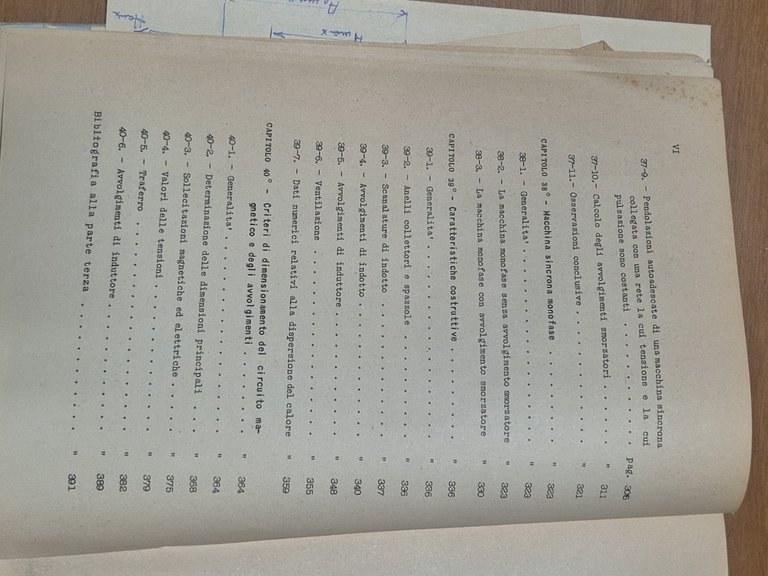 VI
37-9. - Pendolazioni autoadescate di una macchina sincrona
collegata con una rete la cui tensione e la cui
pulsazione sono costanti . . . . . . . . . . pag. 306
37-10.- Calcolo degli avvolgimenti smorzatori . . . . " 311
37-11.- Osservazioni conclusive . . . . . . . . . . " 321
CAPITOLO 38° - Macchina sincrona monofase . . . . . . . " 323
38-1. - Generalita' . . . . . . . . . . . . . . . . " 323
38-2. - La macchina monofase senza avvolgimento smorzatore " 323
38-3. - La macchina monofase con avvolgimento smorzatore " 330
CAPITOLO 39° - Caratteristiche costruttive . . . . . . . " 336
39-1. - Generalita' . . . . . . . . . . . . . . . . " 336
39-2. - Anelli collettori e spazzole . . . . . . . . " 336
39-3. - Scanalature di indotto . . . . . . . . . . . " 337
39-4. - Avvolgimenti di indotto . . . . . . . . . . " 340
39-5. - Avvolgimenti di induttore . . . . . . . . . " 348
39-6. - Ventilazione . . . . . . . . . . . . . . . . " 355
39-7. - Dati numerici relativi alla dispersione del calore " 359
CAPITOLO 40° - Criteri di dimensionamento del circuito ma-
gnetico e degli avvolgimenti . . . . . . " 364
40-1. - Generalita' . . . . . . . . . . . . . . . . " 364
40-2. - Determinazione delle dimensioni principali . . " 364
40-3. - Sollecitazioni magnetiche ed elettriche . . . " 368
40-4. - Valori delle tensioni . . . . . . . . . . . " 375
40-5. - Traferro . . . . . . . . . . . . . . . . . . " 379
40-6. - Avvolgimenti di induttore . . . . . . . . . " 382
Bibliografia alla parte terza . . . . . . . . . " 389
" 391